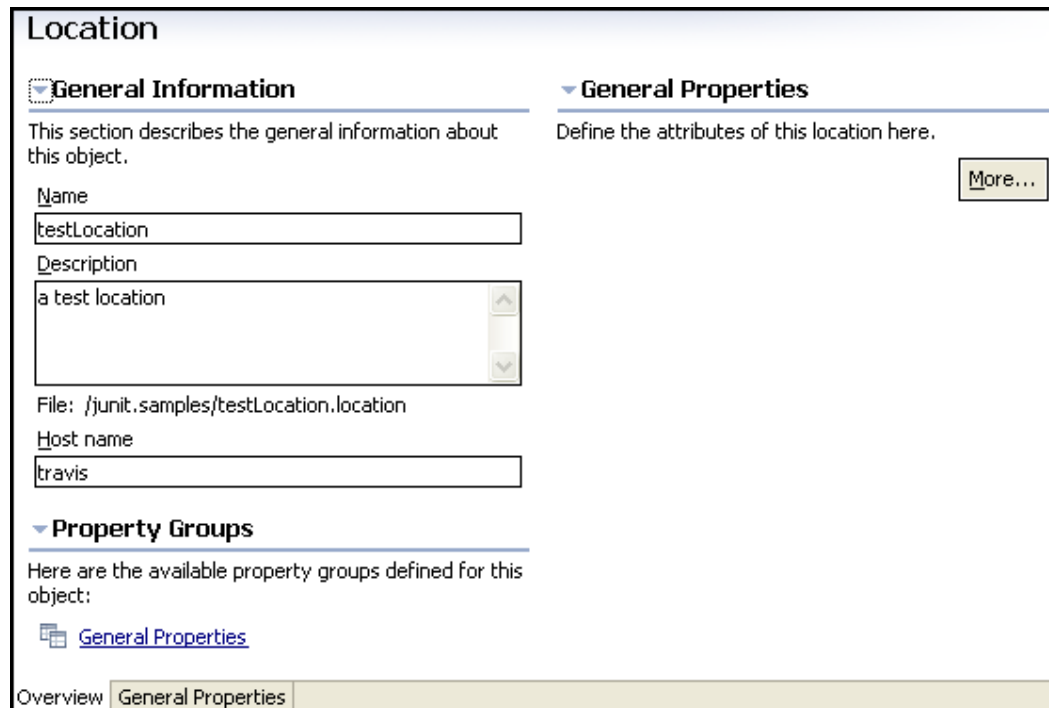 Location
General Information
This section describes the general information about
this object.
Name
testLocation
Description
a test location
File: /junit.samples/testLocation.location
Host name
travis
Property Groups
Here are the available property groups defined for this
object:
General Properties
General Properties
Define the attributes of this location here.
More...
Overview
General Properties